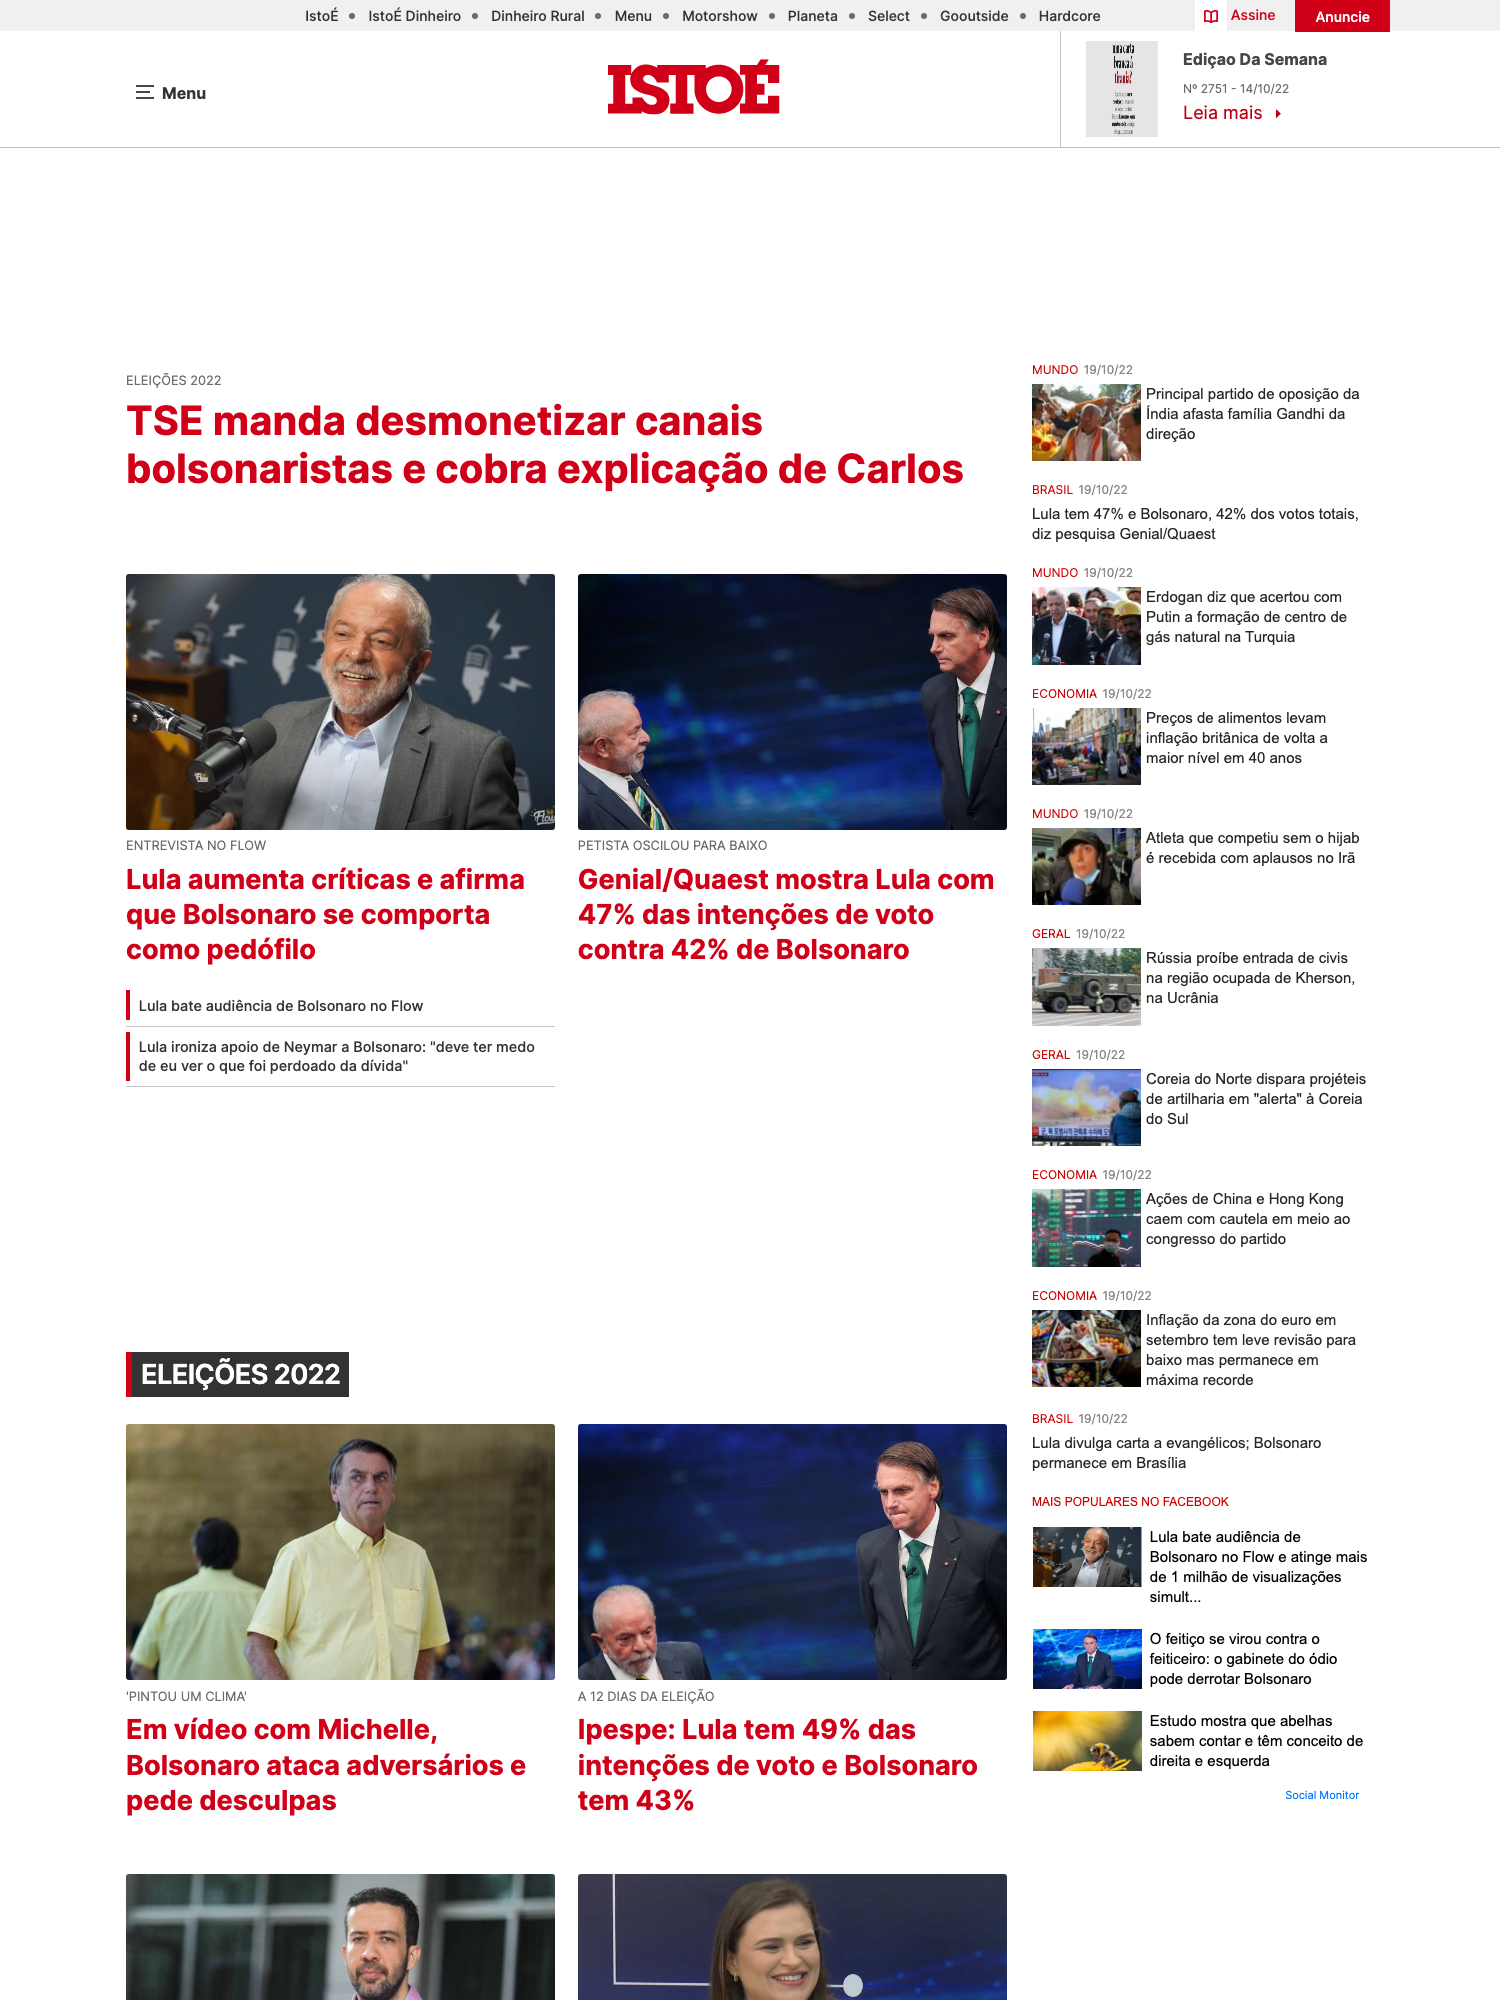 IstoÉ • IstoÉ Dinheiro • Dinheiro Rural • Menu • Motorshow • Planeta • Select • Gooutside • Hardcore
Assine
Anuncie
Menu
ISTOÉ
branca à
tirania?
Ediçao Da Semana
Nº 2751 - 14/10/22
Leia mais
ELEIÇÕES 2022
TSE manda desmonetizar canais
bolsonaristas e cobra explicação de Carlos
Flow
Flow
ENTREVISTA NO FLOW
Lula aumenta críticas e afirma
que Bolsonaro se comporta
como pedófilo
Lula bate audiência de Bolsonaro no Flow
Lula ironiza apoio de Neymar a Bolsonaro: "deve ter medo
de eu ver o que foi perdoado da dívida"
PETISTA OSCILOU PARA BAIXO
Genial/Quaest mostra Lula com
47% das intenções de voto
contra 42% de Bolsonaro
ELEIÇÕES 2022
'PINTOU UM CLIMA'
Em vídeo com Michelle,
Bolsonaro ataca adversários e
pede desculpas
A 12 DIAS DA ELEIÇÃO
Ipespe: Lula tem 49% das
intenções de voto e Bolsonaro
tem 43%
MUNDO 19/10/22
Principal partido de oposição da
Índia afasta família Gandhi da
direção
BRASIL 19/10/22
Lula tem 47% e Bolsonaro, 42% dos votos totais,
diz pesquisa Genial/Quaest
MUNDO 19/10/22
Erdogan diz que acertou com
Putin a formação de centro de
gás natural na Turquia
ECONOMIA 19/10/22
Preços de alimentos levam
inflação britânica de volta a
maior nível em 40 anos
MUNDO 19/10/22
Atleta que competiu sem o hijab
é recebida com aplausos no Irã
GERAL 19/10/22
Z
Rússia proíbe entrada de civis
na região ocupada de Kherson,
na Ucrânia
GERAL 19/10/22
Coreia do Norte dispara projéteis
de artilharia em "alerta" à Coreia
do Sul
ECONOMIA 19/10/22
Ações de China e Hong Kong
caem com cautela em meio ao
congresso do partido
ECONOMIA 19/10/22
Inflação da zona do euro em
setembro tem leve revisão para
baixo mas permanece em
máxima recorde
BRASIL 19/10/22
Lula divulga carta a evangélicos; Bolsonaro
permanece em Brasília
MAIS POPULARES NO FACEBOOK
Lula bate audiência de
Bolsonaro no Flow e atinge mais
de 1 milhão de visualizações
simult...
O feitiço se virou contra o
feiticeiro: o gabinete do ódio
pode derrotar Bolsonaro
Estudo mostra que abelhas
sabem contar e têm conceito de
direita e esquerda
Social Monitor